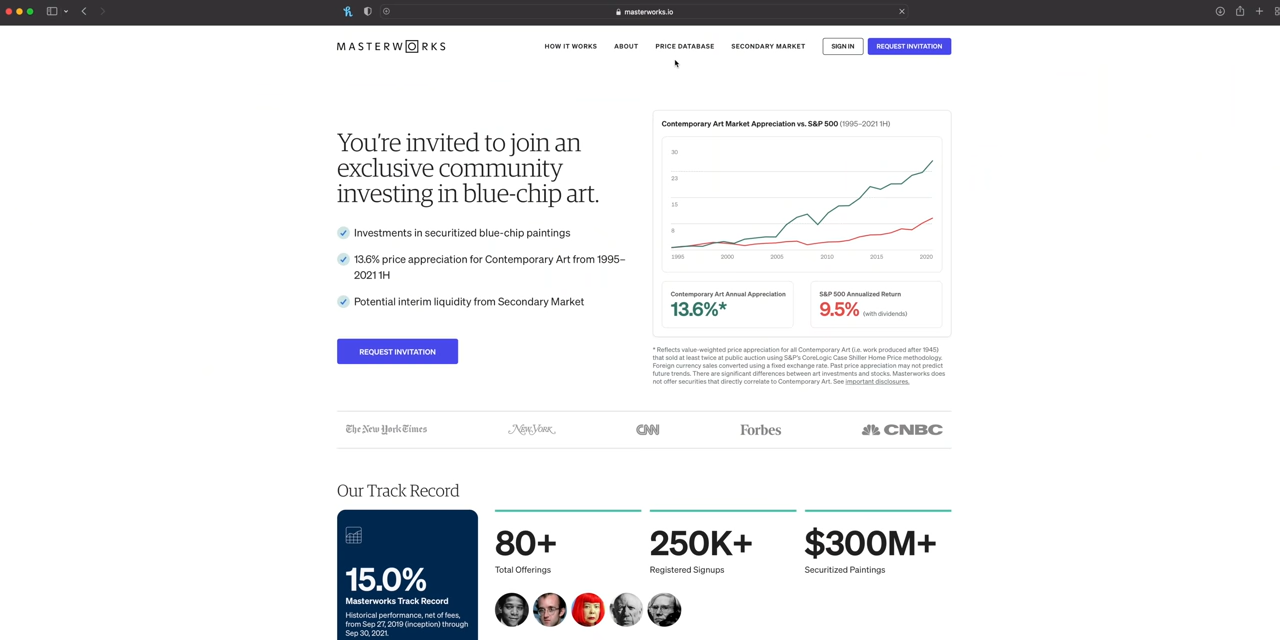 masterworks.io
MASTERWORKS
HOW IT WORKS
ABOUT
PRICE DATABASE
SECONDARY MARKET
SIGN IN
REQUEST INVITATION
You're invited to join an
exclusive community
investing in blue-chip art.
Investments in securitized blue-chip paintings
13.6% price appreciation for Contemporary Art from 1995–
2021 1H
Potential interim liquidity from Secondary Market
REQUEST INVITATION
Contemporary Art Market Appreciation vs. S&P 500 (1995-2021 1H)
30
23
15
8
1995
2000
2005
2010
2015
2020
Contemporary Art Annual Appreciation
13.6%*
S&P 500 Annualized Return
9.5% (with dividends)
* Reflects value-weighted price appreciation for all Contemporary Art (i.e. work produced after 1945)
that sold at least twice at public auction using S&P's CoreLogic Case Shiller Home Price methodology.
Foreign currency sales converted using a fixed exchange rate. Past price appreciation may not predict
future trends. There are significant differences between art investments and stocks. Masterworks does
not offer securities that directly correlate to Contemporary Art. See important disclosures.
The New York Times
New York
CNN
Forbes
CNBC
Our Track Record
15.0%
Masterworks Track Record
Historical performance, net of fees,
from Sep 27, 2019 (inception) through
Sep 30, 2021.
80+
Total Offerings
250K+
Registered Signups
$300M+
Securitized Paintings